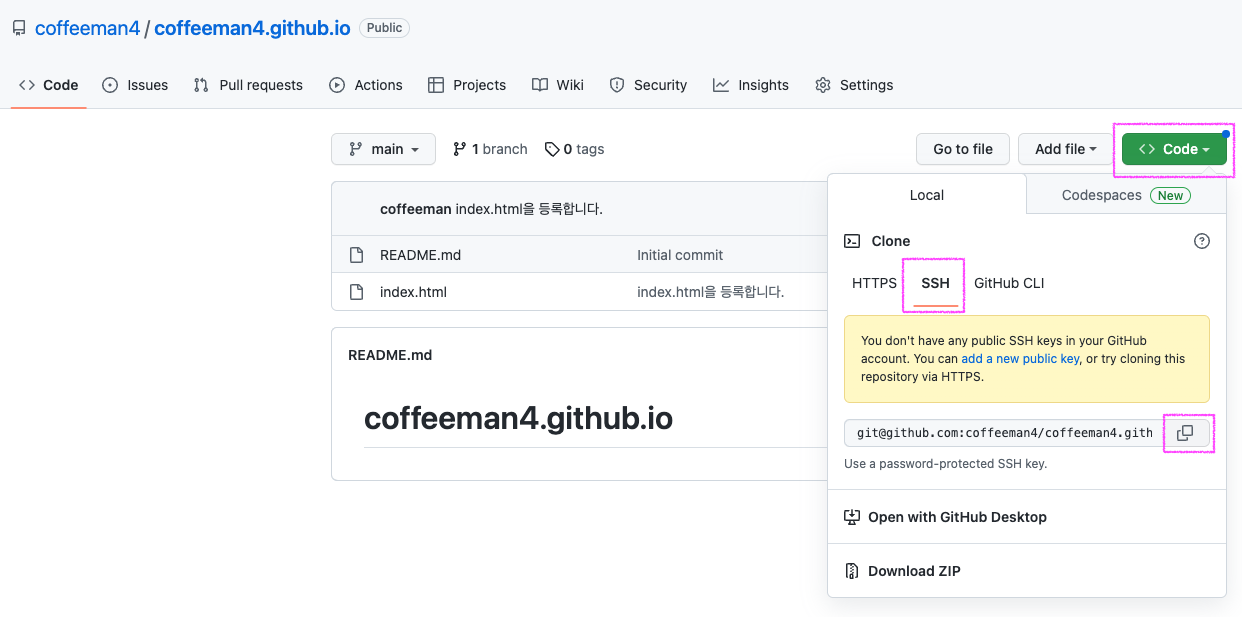 coffeeman4 / coffeeman4.github.io Public
Code Issues Pull requests Actions Projects Wiki Security Insights Settings
main 1 branch 0 tags Go to file Add file Code
Local Codespaces New
coffeeman index.html을 등록합니다.
Clone
README.md Initial commit
HTTPS SSH GitHub CLI
index.html index.html을 등록합니다.
You don't have any public SSH keys in your GitHub
account. You can add a new public key, or try cloning this
repository via HTTPS.
README.md
coffeeman4.github.io
git@github.com:coffeeman4/coffeeman4.gith
Use a password-protected SSH key.
Open with GitHub Desktop
Download ZIP